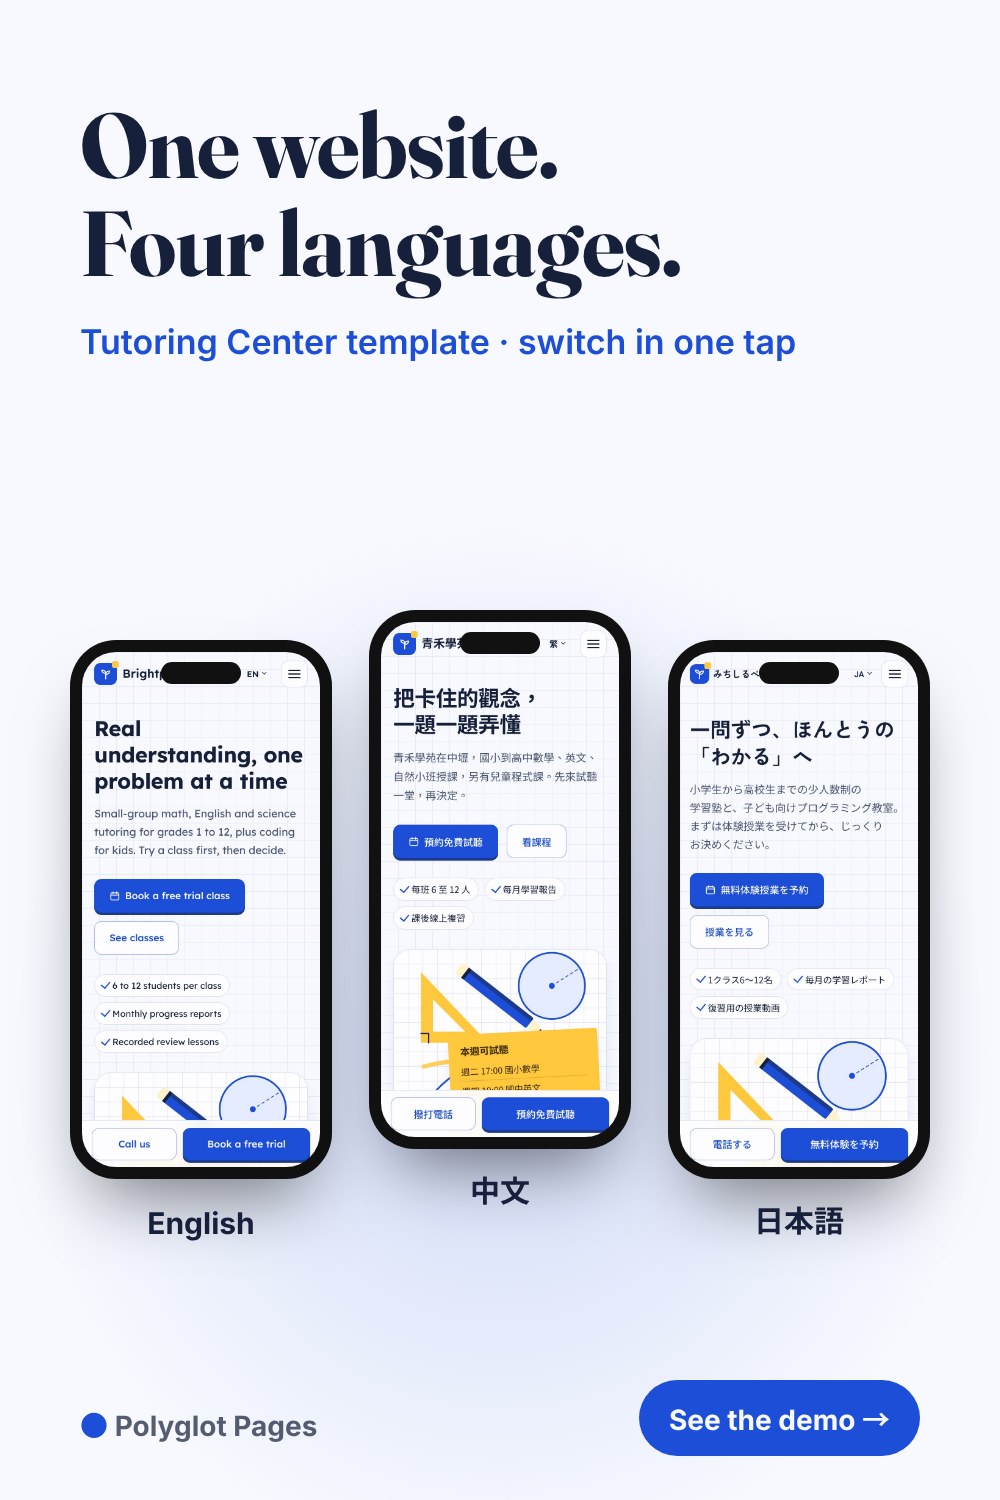 One website.
Four languages.
Tutoring Center template · switch in one tap
EN
Real
understanding, one
problem at a time
Small-group math, English and science
tutoring for grades 1 to 12, plus coding
for kids. Try a class first, then decide.
Book a free trial class
See classes
6 to 12 students per class
Monthly progress reports
Recorded review lessons
Call us
Book a free trial
English
青禾學
繁
把卡住的觀念，
一題一題弄懂
青禾學苑在中壢，國小到高中數學、英文、
自然小班授課，另有兒童程式課。先來試聽
一堂，再決定。
預約免費試聽
看課程
每班 6 至 12 人
每月學習報告
課後線上複習
本週可試聽
週二 17:00 國小數學
撥打電話
預約免費試聽
中文
みちしるべ
JA
一問ずつ、ほんとうの
「わかる」へ
小学生から高校生までの少人数制の
学習塾と、子ども向けプログラミング教室。
まずは体験授業を受けてから、じっくり
お決めください。
無料体験授業を予約
授業を見る
1クラス6〜12名
毎月の学習レポート
復習用の授業動画
電話する
無料体験を予約
日本語
Polyglot Pages
See the demo →